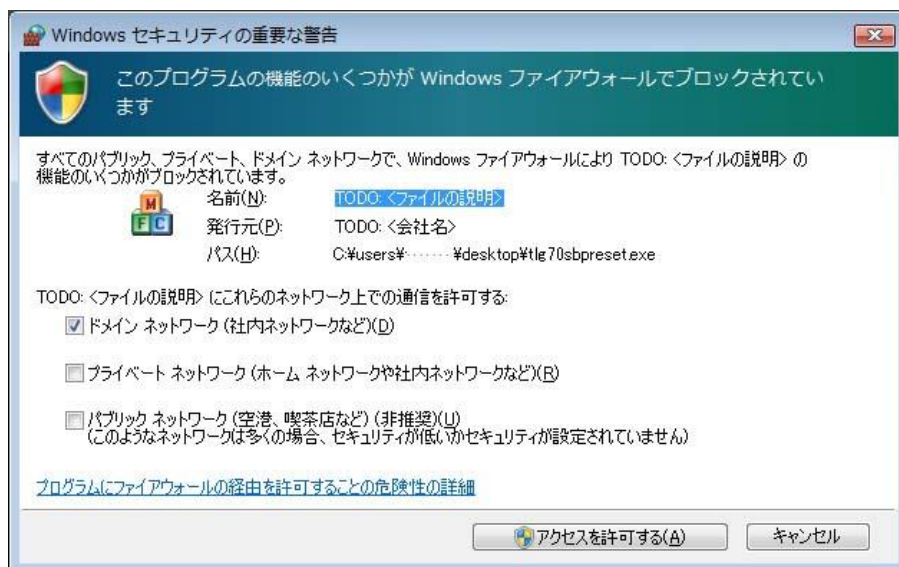 Windows セキュリティの重要な警告
このプログラムの機能のいくつかが Windows ファイアウォールでブロックされてい
ます
すべてのパブリック、プライベート、ドメイン ネットワークで、Windows ファイアウォールにより TODO: <ファイルの説明> の
機能のいくつかがブロックされています。
名前(N): TODO: <ファイルの説明>
発行元(P): TODO: <会社名>
パス(H): C:¥users¥‥‥‥¥desktop¥tlg70sbpreset.exe
M
F C
TODO: <ファイルの説明> にこれらのネットワーク上での通信を許可する:
ドメイン ネットワーク (社内ネットワークなど)(D)
プライベート ネットワーク (ホーム ネットワークや社内ネットワークなど)(R)
パブリック ネットワーク (空港、喫茶店など) (非推奨)(U)
(このようなネットワークは多くの場合、セキュリティが低いかセキュリティが設定されていません)
プログラムにファイアウォールの経由を許可することの危険性の詳細
アクセスを許可する(A) キャンセル